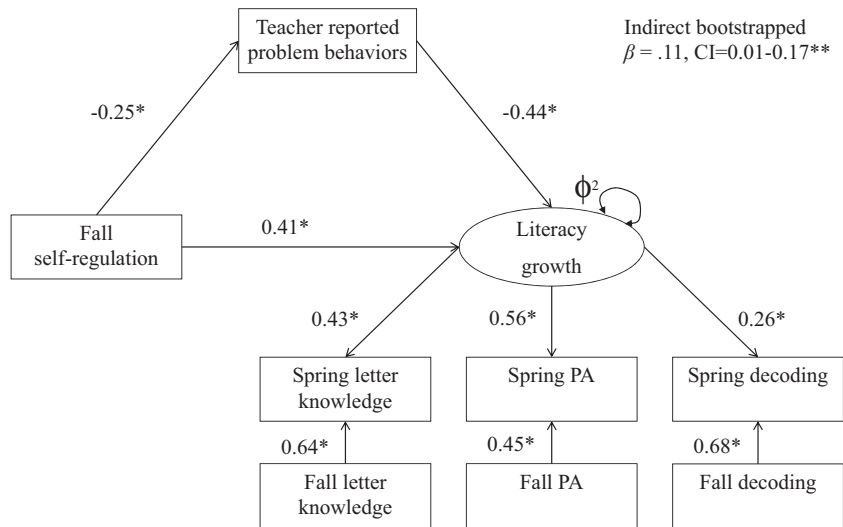 Teacher reported
problem behaviors
Indirect bootstrapped
β = .11, CI=0.01-0.17**
-0.25*
-0.44*
ϕ²
Fall
self-regulation
0.41*
Literacy
growth
0.43*
0.56*
0.26*
Spring letter
knowledge
Spring PA
Spring decoding
0.64*
0.45*
0.68*
Fall letter
knowledge
Fall PA
Fall decoding